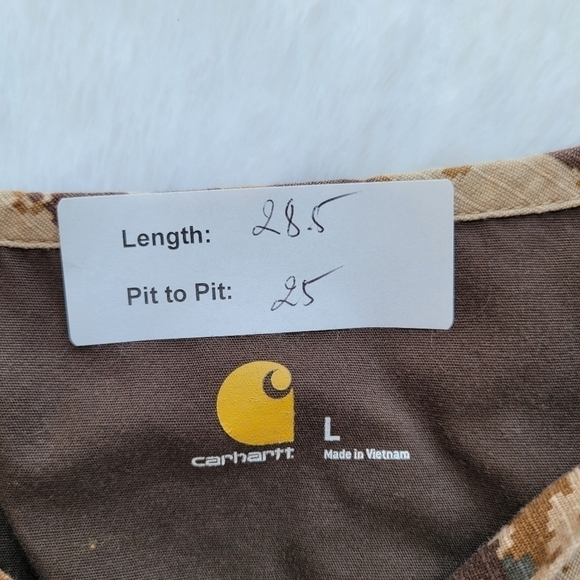 Length: 28.5
Pit to Pit: 25
carhartt
L
Made in Vietnam